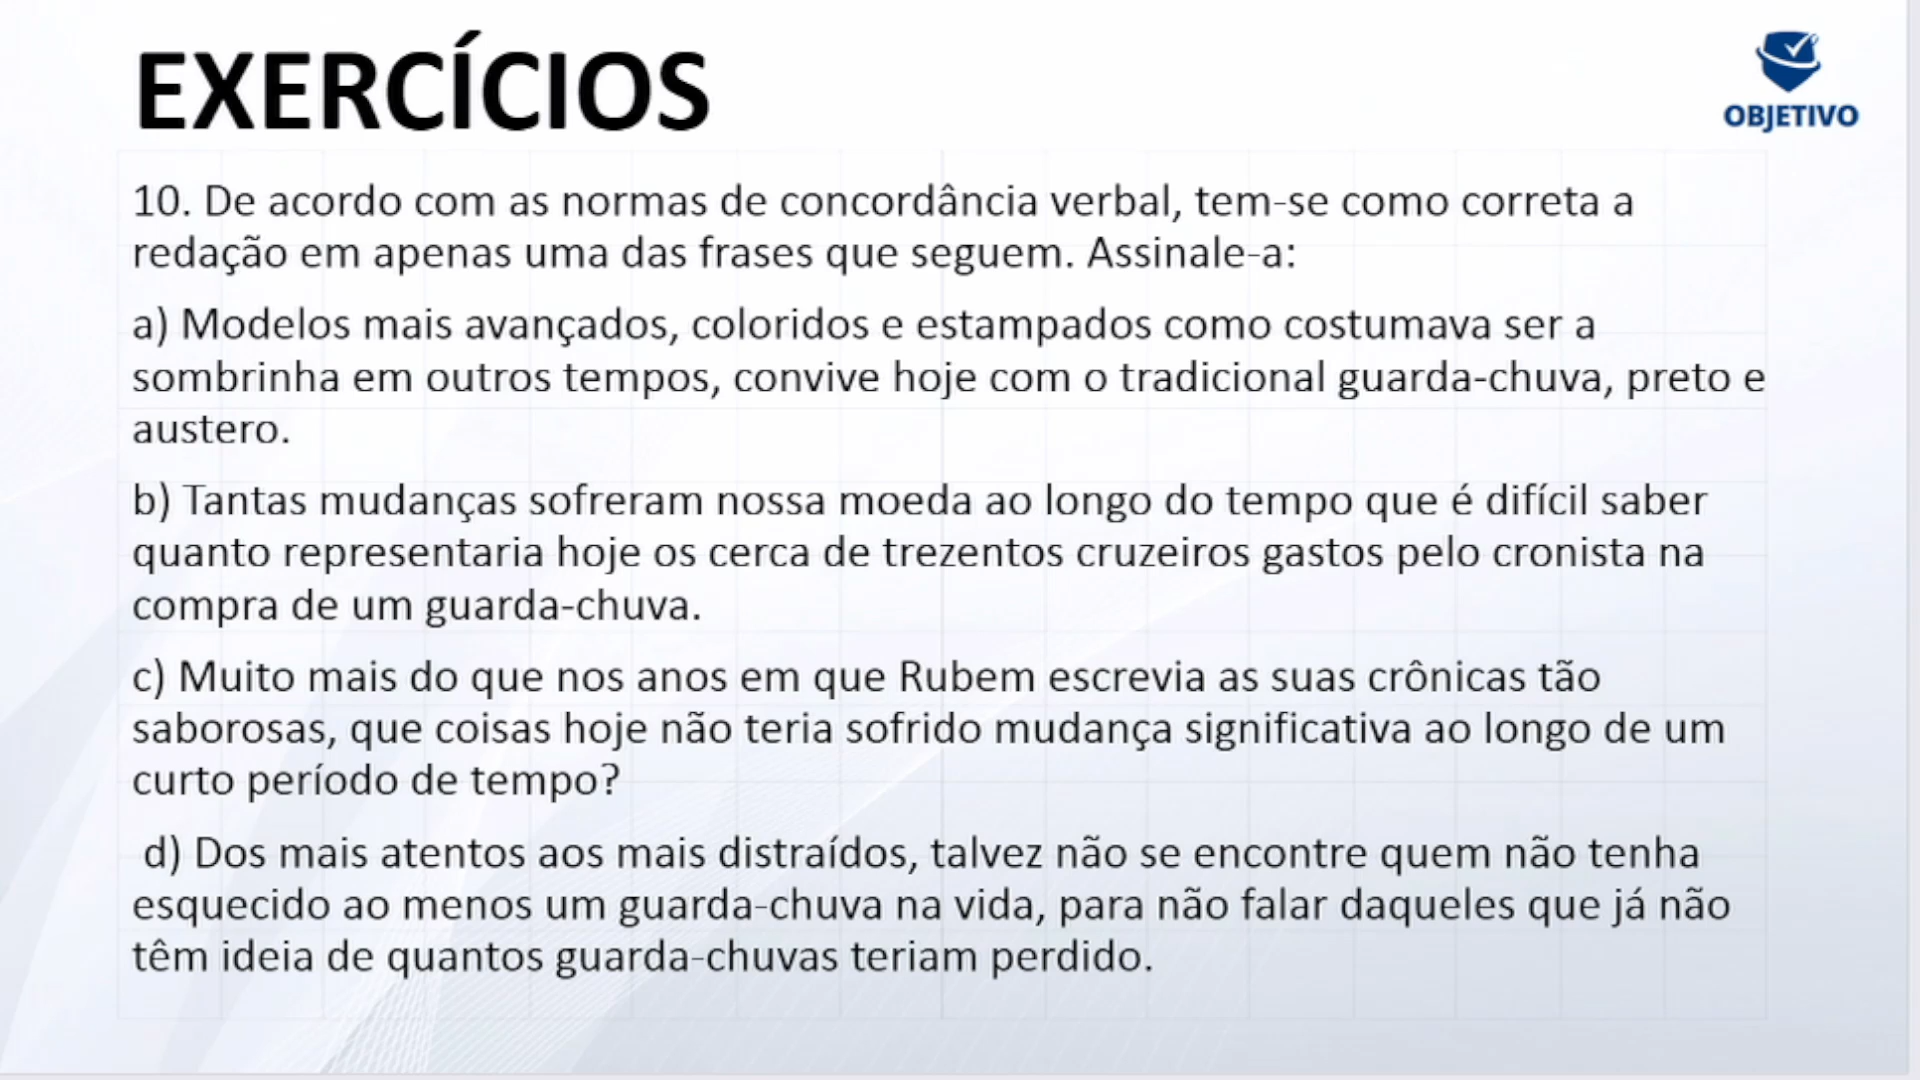 EXERCÍCIOS
OBJETIVO
10. De acordo com as normas de concordância verbal, tem-se como correta a
redação em apenas uma das frases que seguem. Assinale-a:
a) Modelos mais avançados, coloridos e estampados como costumava ser a
sombrinha em outros tempos, convive hoje com o tradicional guarda-chuva, preto e
austero.
b) Tantas mudanças sofreram nossa moeda ao longo do tempo que é difícil saber
quanto representaria hoje os cerca de trezentos cruzeiros gastos pelo cronista na
compra de um guarda-chuva.
c) Muito mais do que nos anos em que Rubem escrevia as suas crônicas tão
saborosas, que coisas hoje não teria sofrido mudança significativa ao longo de um
curto período de tempo?
d) Dos mais atentos aos mais distraídos, talvez não se encontre quem não tenha
esquecido ao menos um guarda-chuva na vida, para não falar daqueles que já não
têm ideia de quantos guarda-chuvas teriam perdido.